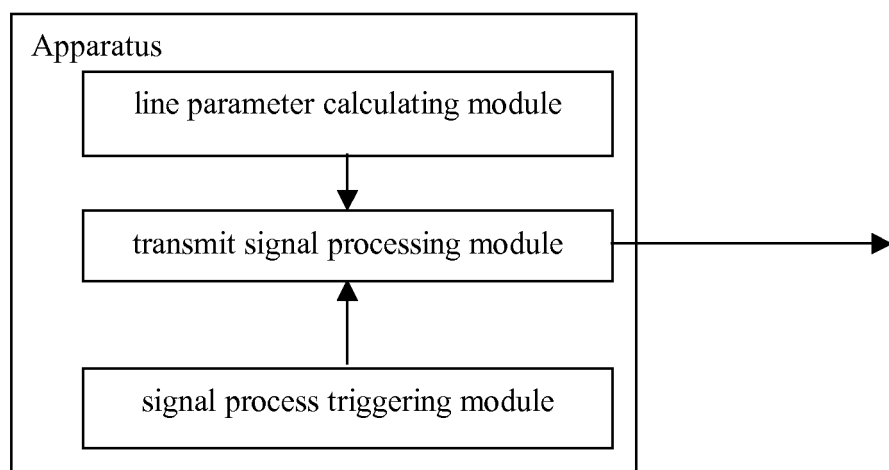 Apparatus
line parameter calculating module
transmit signal processing module
signal process triggering module